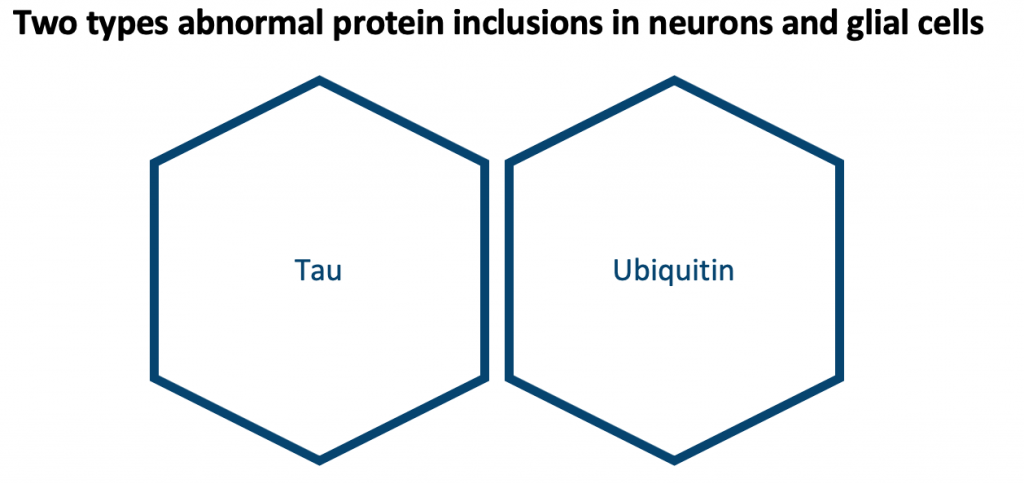 Two types abnormal protein inclusions in neurons and glial cells
Tau
Ubiquitin